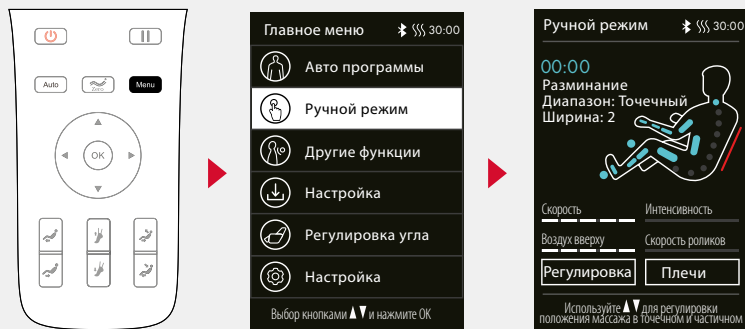 Auto
Zero
Menu
OK
Главное меню 30:00
Авто программы
Ручной режим
Другие функции
Настройка
Регулировка угла
Настройка
Выбор кнопками ▲▼ и нажмите OK
Ручной режим 30:00
00:00
Разминание
Диапазон: Точечный
Ширина: 2
Скорость Интенсивность
Воздух вверху Скорость роликов
Регулировка Плечи
Используйте ▲▼ для регулировки
положения массажа в точечном и частичном